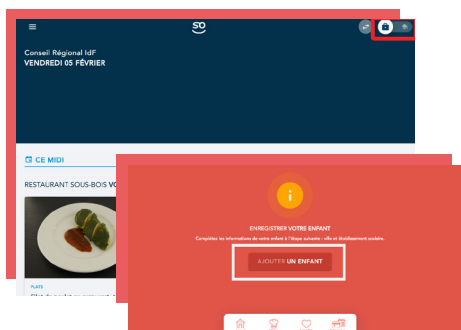 so
Conseil Régional IdF
VENDREDI 05 FÉVRIER
CE MIDI
RESTAURANT SOUS-BOIS VO
PLATS
i
ENREGISTRER VOTRE ENFANT
Complétez les informations de votre enfant à l'étape suivante : ville et établissement scolaire.
AJOUTER UN ENFANT